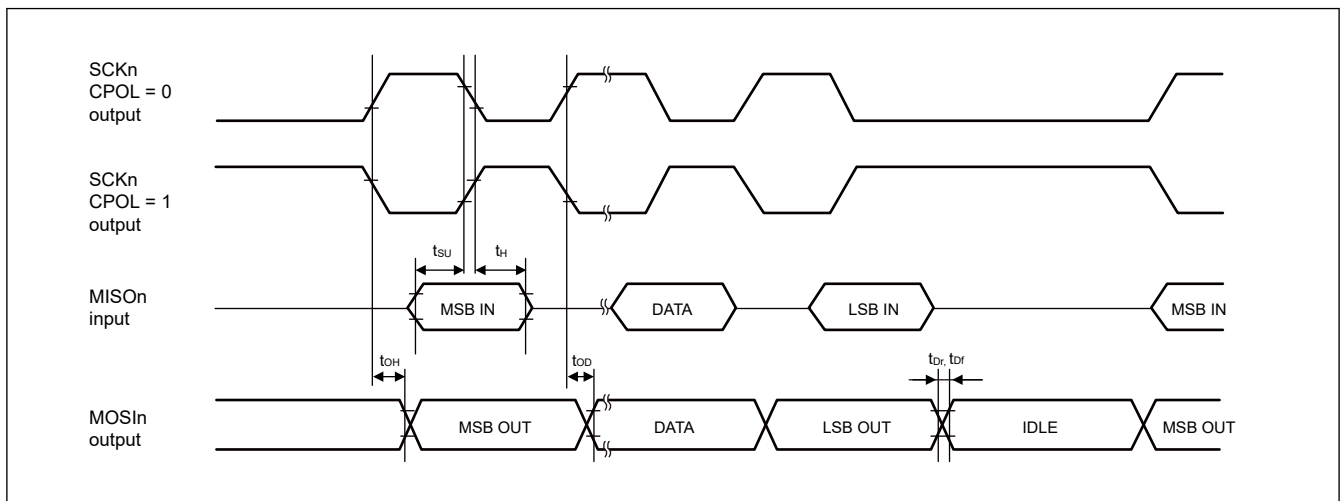 SCKn
CPOL = 0
output
SCKn
CPOL = 1
output
tSU
tH
MISOn
input
MSB IN
DATA
LSB IN
MSB IN
tOH
tOD
tDr, tDf
MOSIn
output
MSB OUT
DATA
LSB OUT
IDLE
MSB OUT